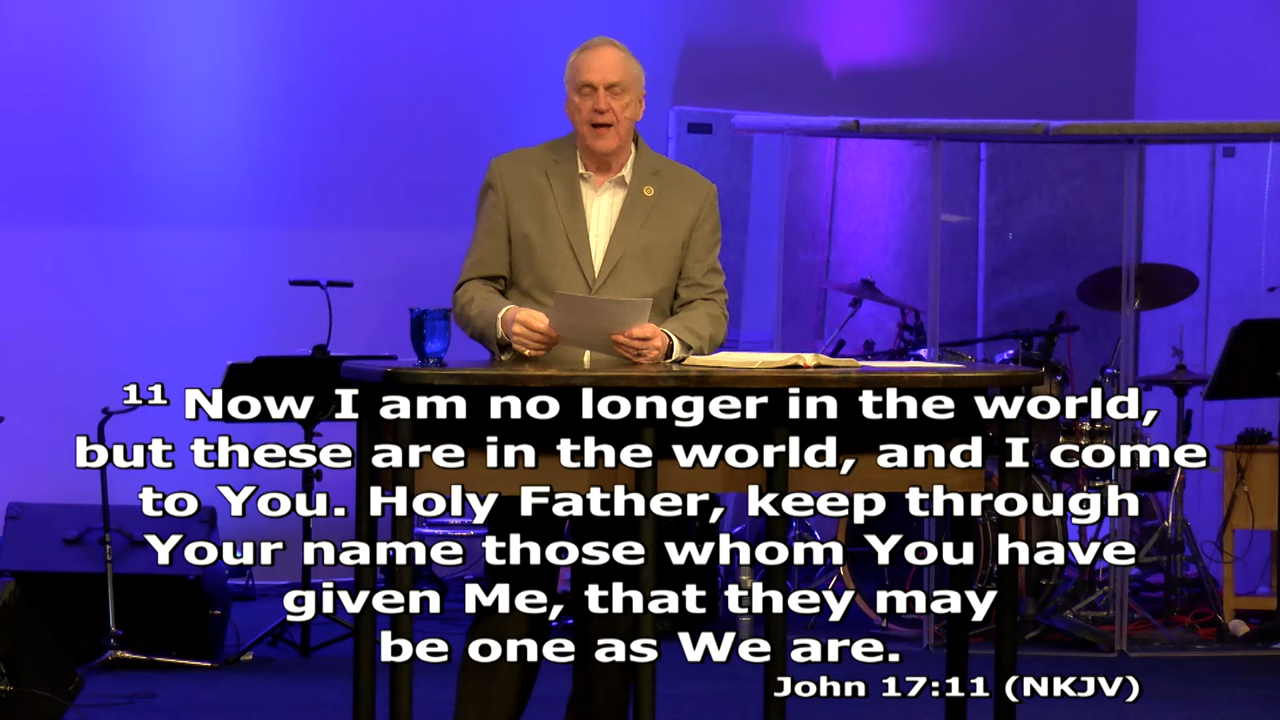 11 Now I am no longer in the world,
but these are in the world, and I come
to You. Holy Father, keep through
Your name those whom You have
given Me, that they may
be one as We are.
John 17:11 (NKJV)